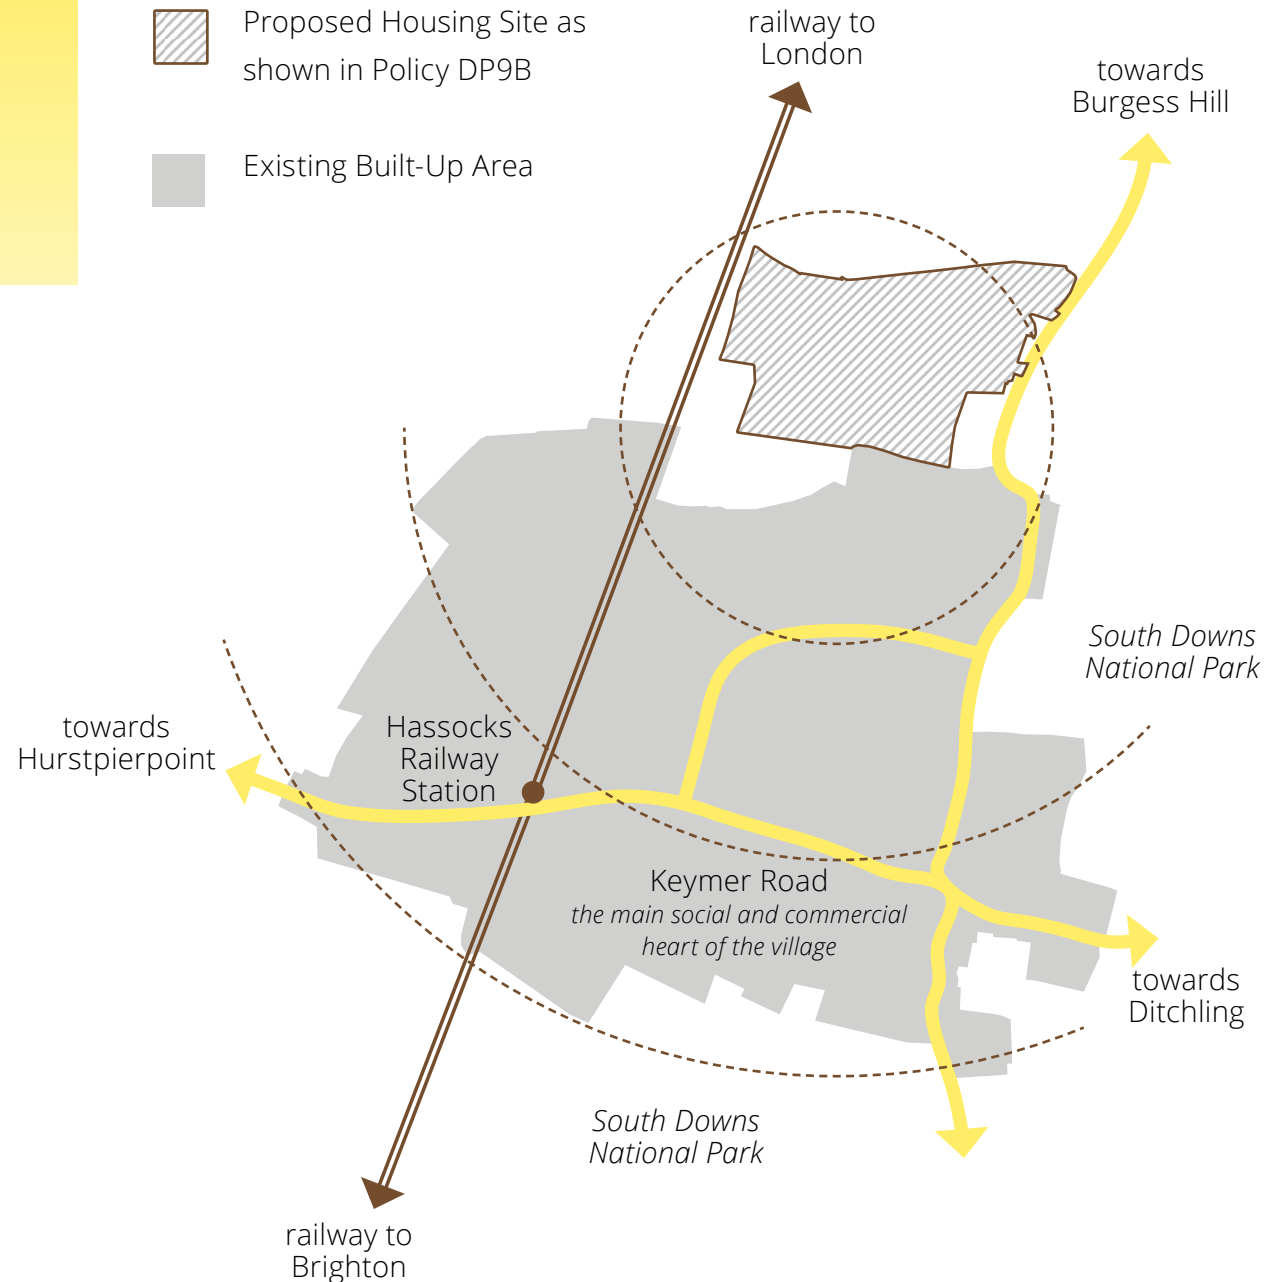 Proposed Housing Site as
shown in Policy DP9B
Existing Built-Up Area
railway to
London
towards
Burgess Hill
South Downs
National Park
towards
Hurstpierpoint
Hassocks
Railway
Station
Keymer Road
the main social and commercial
heart of the village
towards
Ditchling
South Downs
National Park
railway to
Brighton